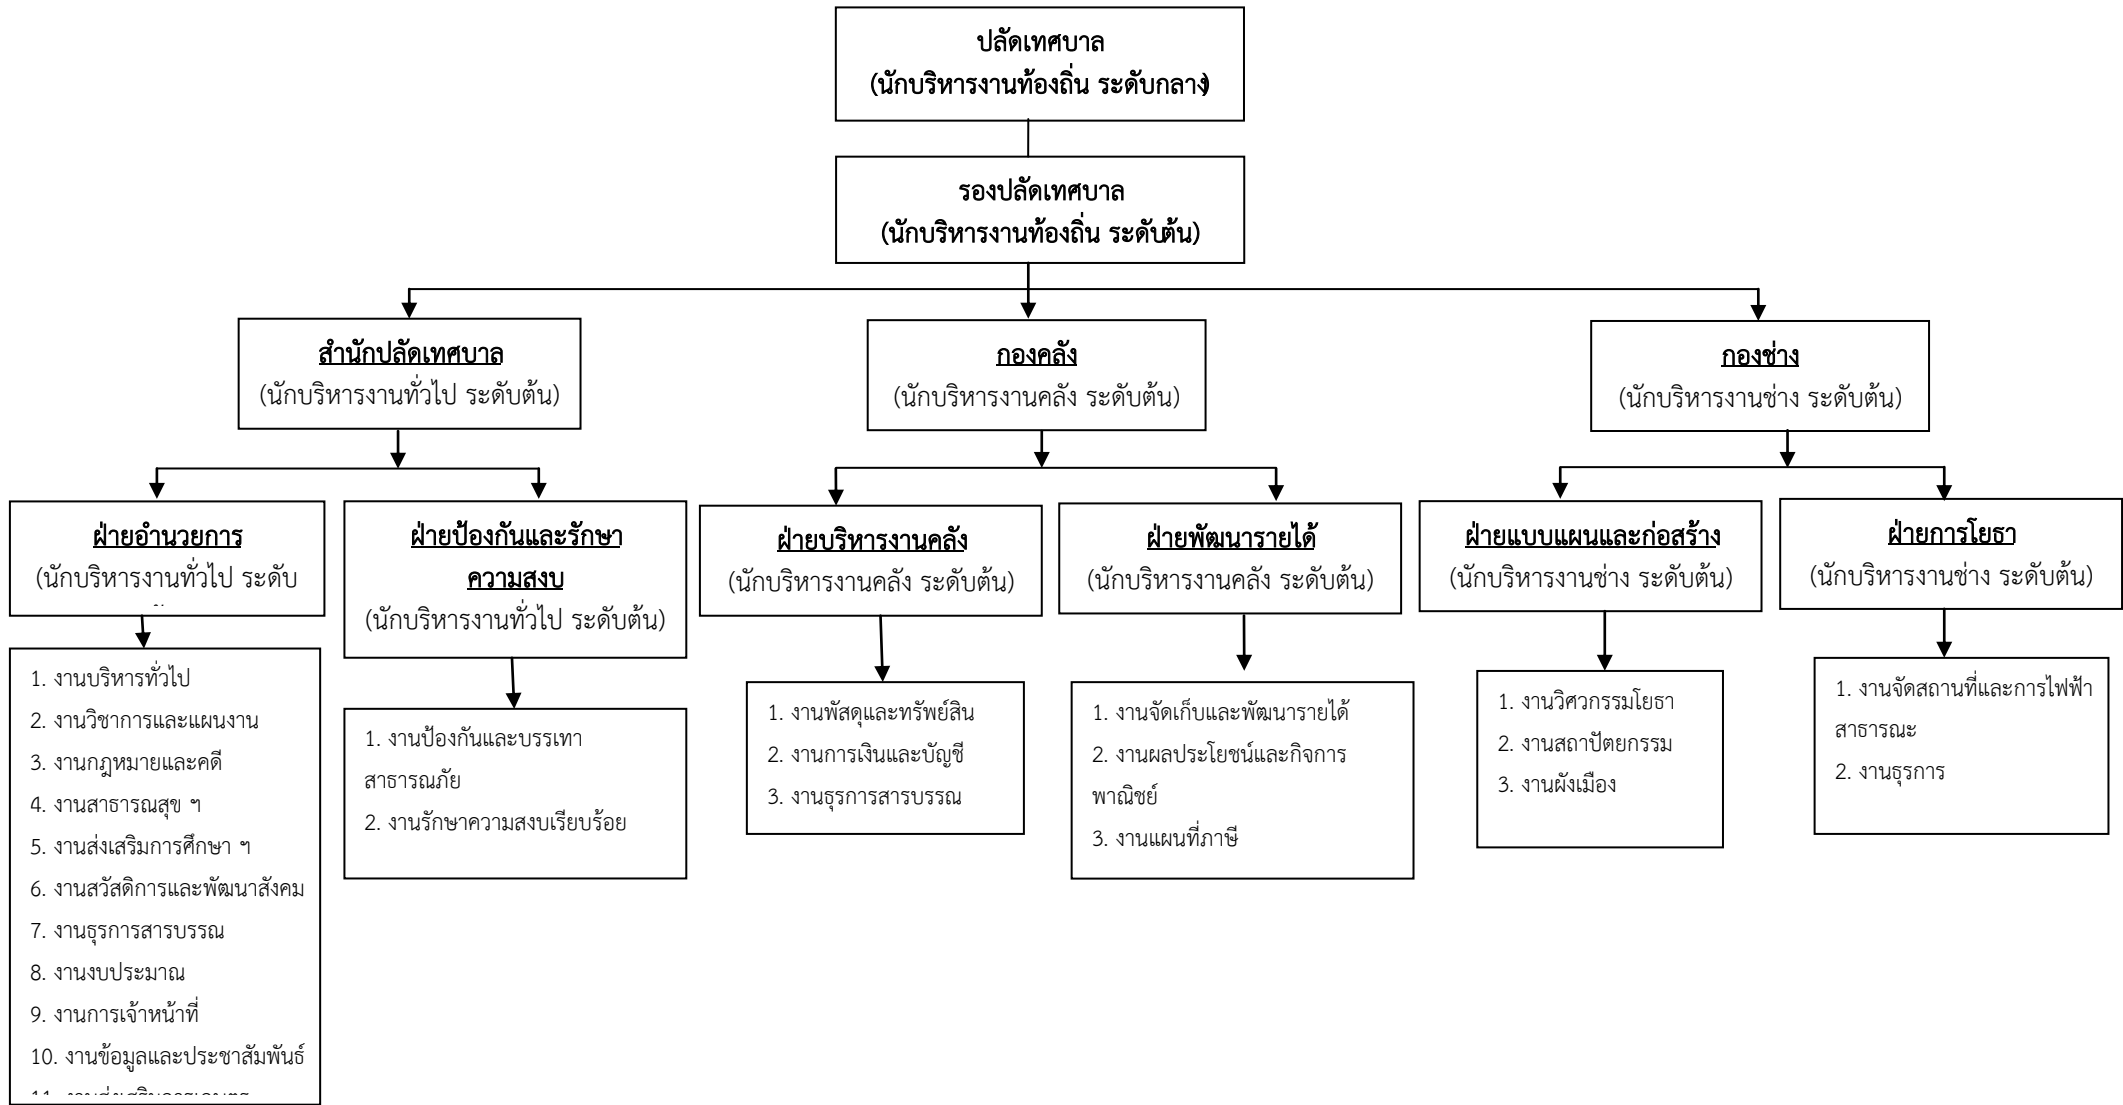 ปลัดเทศบาล
(นักบริหารงานท้องถิ่น ระดับกลาง)
รองปลัดเทศบาล
(นักบริหารงานท้องถิ่น ระดับต้น)
สำนักปลัดเทศบาล
(นักบริหารงานทั่วไป ระดับต้น)
กองคลัง
(นักบริหารงานคลัง ระดับต้น)
กองช่าง
(นักบริหารงานช่าง ระดับต้น)
ฝ่ายอำนวยการ
(นักบริหารงานทั่วไป ระดับ
ฝ่ายป้องกันและรักษา
ความสงบ
(นักบริหารงานทั่วไป ระดับต้น)
ฝ่ายบริหารงานคลัง
(นักบริหารงานคลัง ระดับต้น)
ฝ่ายพัฒนารายได้
(นักบริหารงานคลัง ระดับต้น)
ฝ่ายแบบแผนและก่อสร้าง
(นักบริหารงานช่าง ระดับต้น)
ฝ่ายการโยธา
(นักบริหารงานช่าง ระดับต้น)
1. งานบริหารทั่วไป
2. งานวิชาการและแผนงาน
3. งานกฎหมายและคดี
4. งานสาธารณสุข ฯ
5. งานส่งเสริมการศึกษา ฯ
6. งานสวัสดิการและพัฒนาสังคม
7. งานธุรการสารบรรณ
8. งานงบประมาณ
9. งานการเจ้าหน้าที่
10. งานข้อมูลและประชาสัมพันธ์
1. งานป้องกันและบรรเทา
สาธารณภัย
2. งานรักษาความสงบเรียบร้อย
1. งานพัสดุและทรัพย์สิน
2. งานการเงินและบัญชี
3. งานธุรการสารบรรณ
1. งานจัดเก็บและพัฒนารายได้
2. งานผลประโยชน์และกิจการ
พาณิชย์
3. งานแผนที่ภาษี
1. งานวิศวกรรมโยธา
2. งานสถาปัตยกรรม
3. งานผังเมือง
1. งานจัดสถานที่และการไฟฟ้า
สาธารณะ
2. งานธุรการ